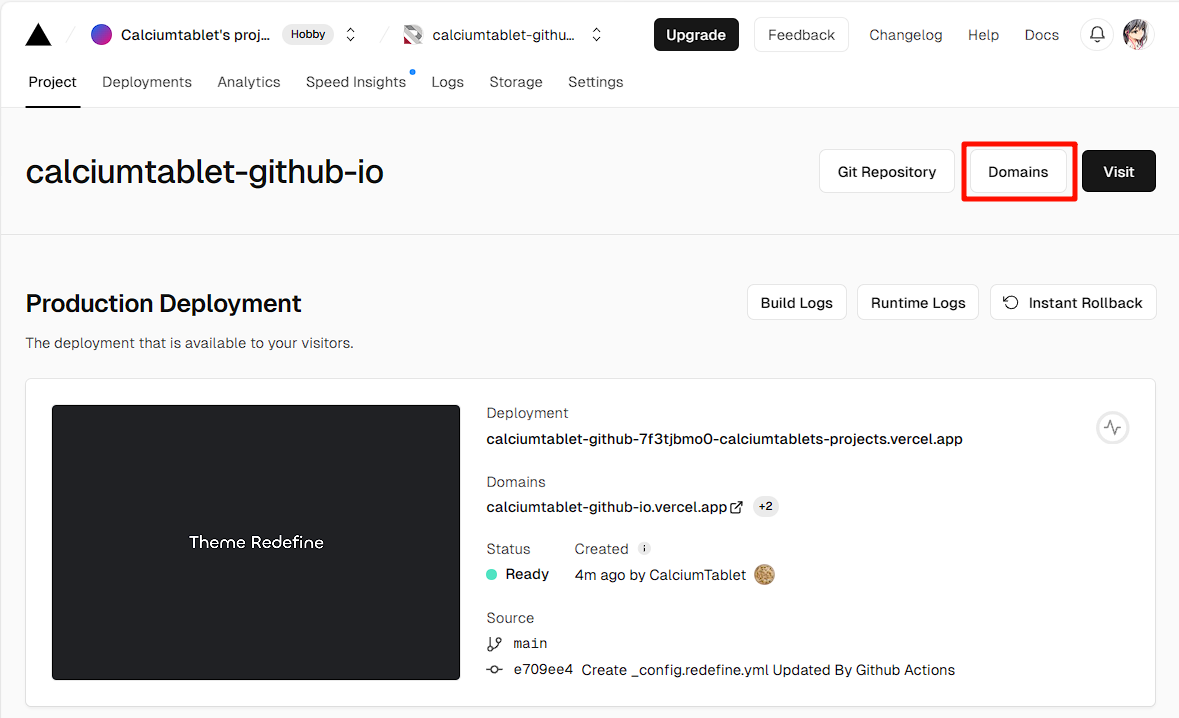 Calciumtablet's proj... Hobby calciumtablet-githu... Upgrade Feedback Changelog Help Docs
Project Deployments Analytics Speed Insights Logs Storage Settings
calciumtablet-github-io Git Repository Domains Visit
Production Deployment Build Logs Runtime Logs Instant Rollback
The deployment that is available to your visitors.
Theme Redefine
Deployment
calciumtablet-github-7f3tjbmo0-calciumtablets-projects.vercel.app
Domains
calciumtablet-github-io.vercel.app +2
Status Created
Ready 4m ago by CalciumTablet
Source
main
e709ee4 Create _config.redefine.yml Updated By Github Actions